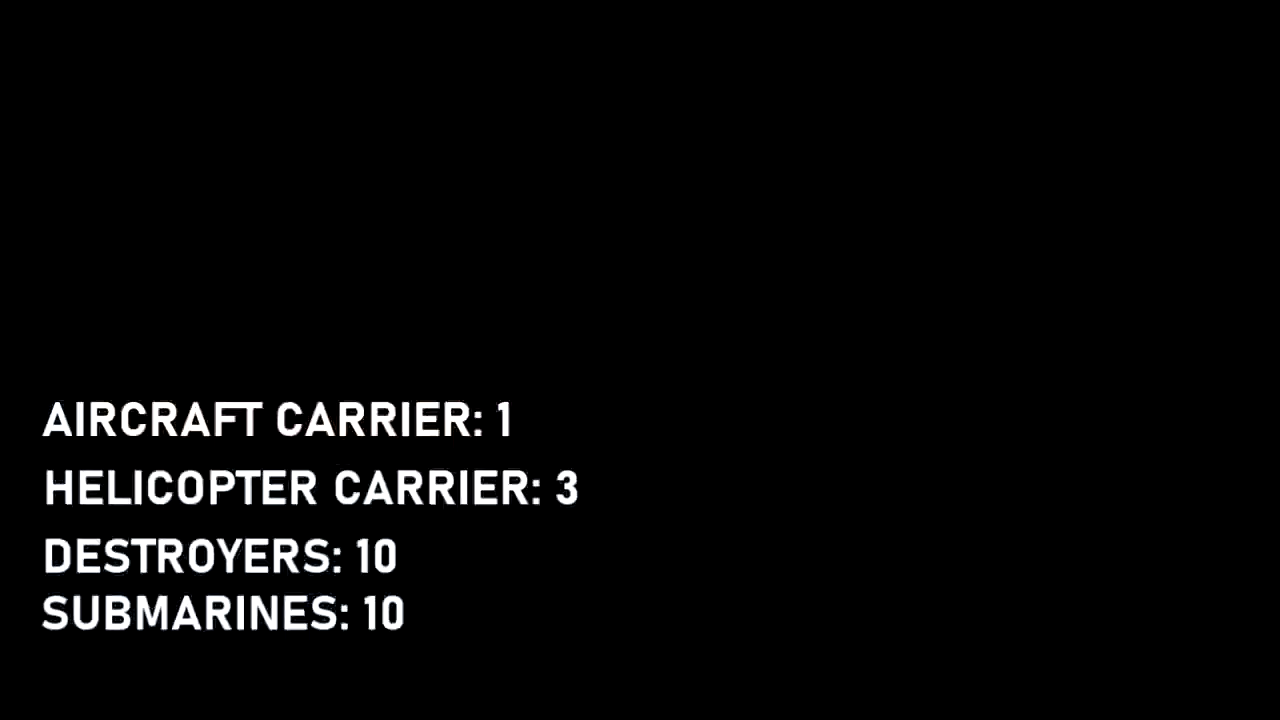 AIRCRAFT CARRIER: 1
HELICOPTER CARRIER: 3
DESTROYERS: 10
SUBMARINES: 10